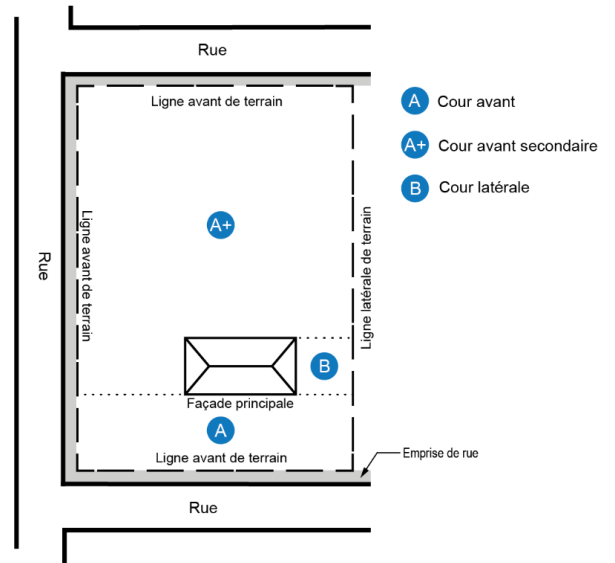 Rue
Ligne avant de terrain
A Cour avant
A+ Cour avant secondaire
B Cour latérale
Rue
Ligne avant de terrain
A+
Ligne latérale de terrain
B
Façade principale
A
Ligne avant de terrain
Emprise de rue
Rue